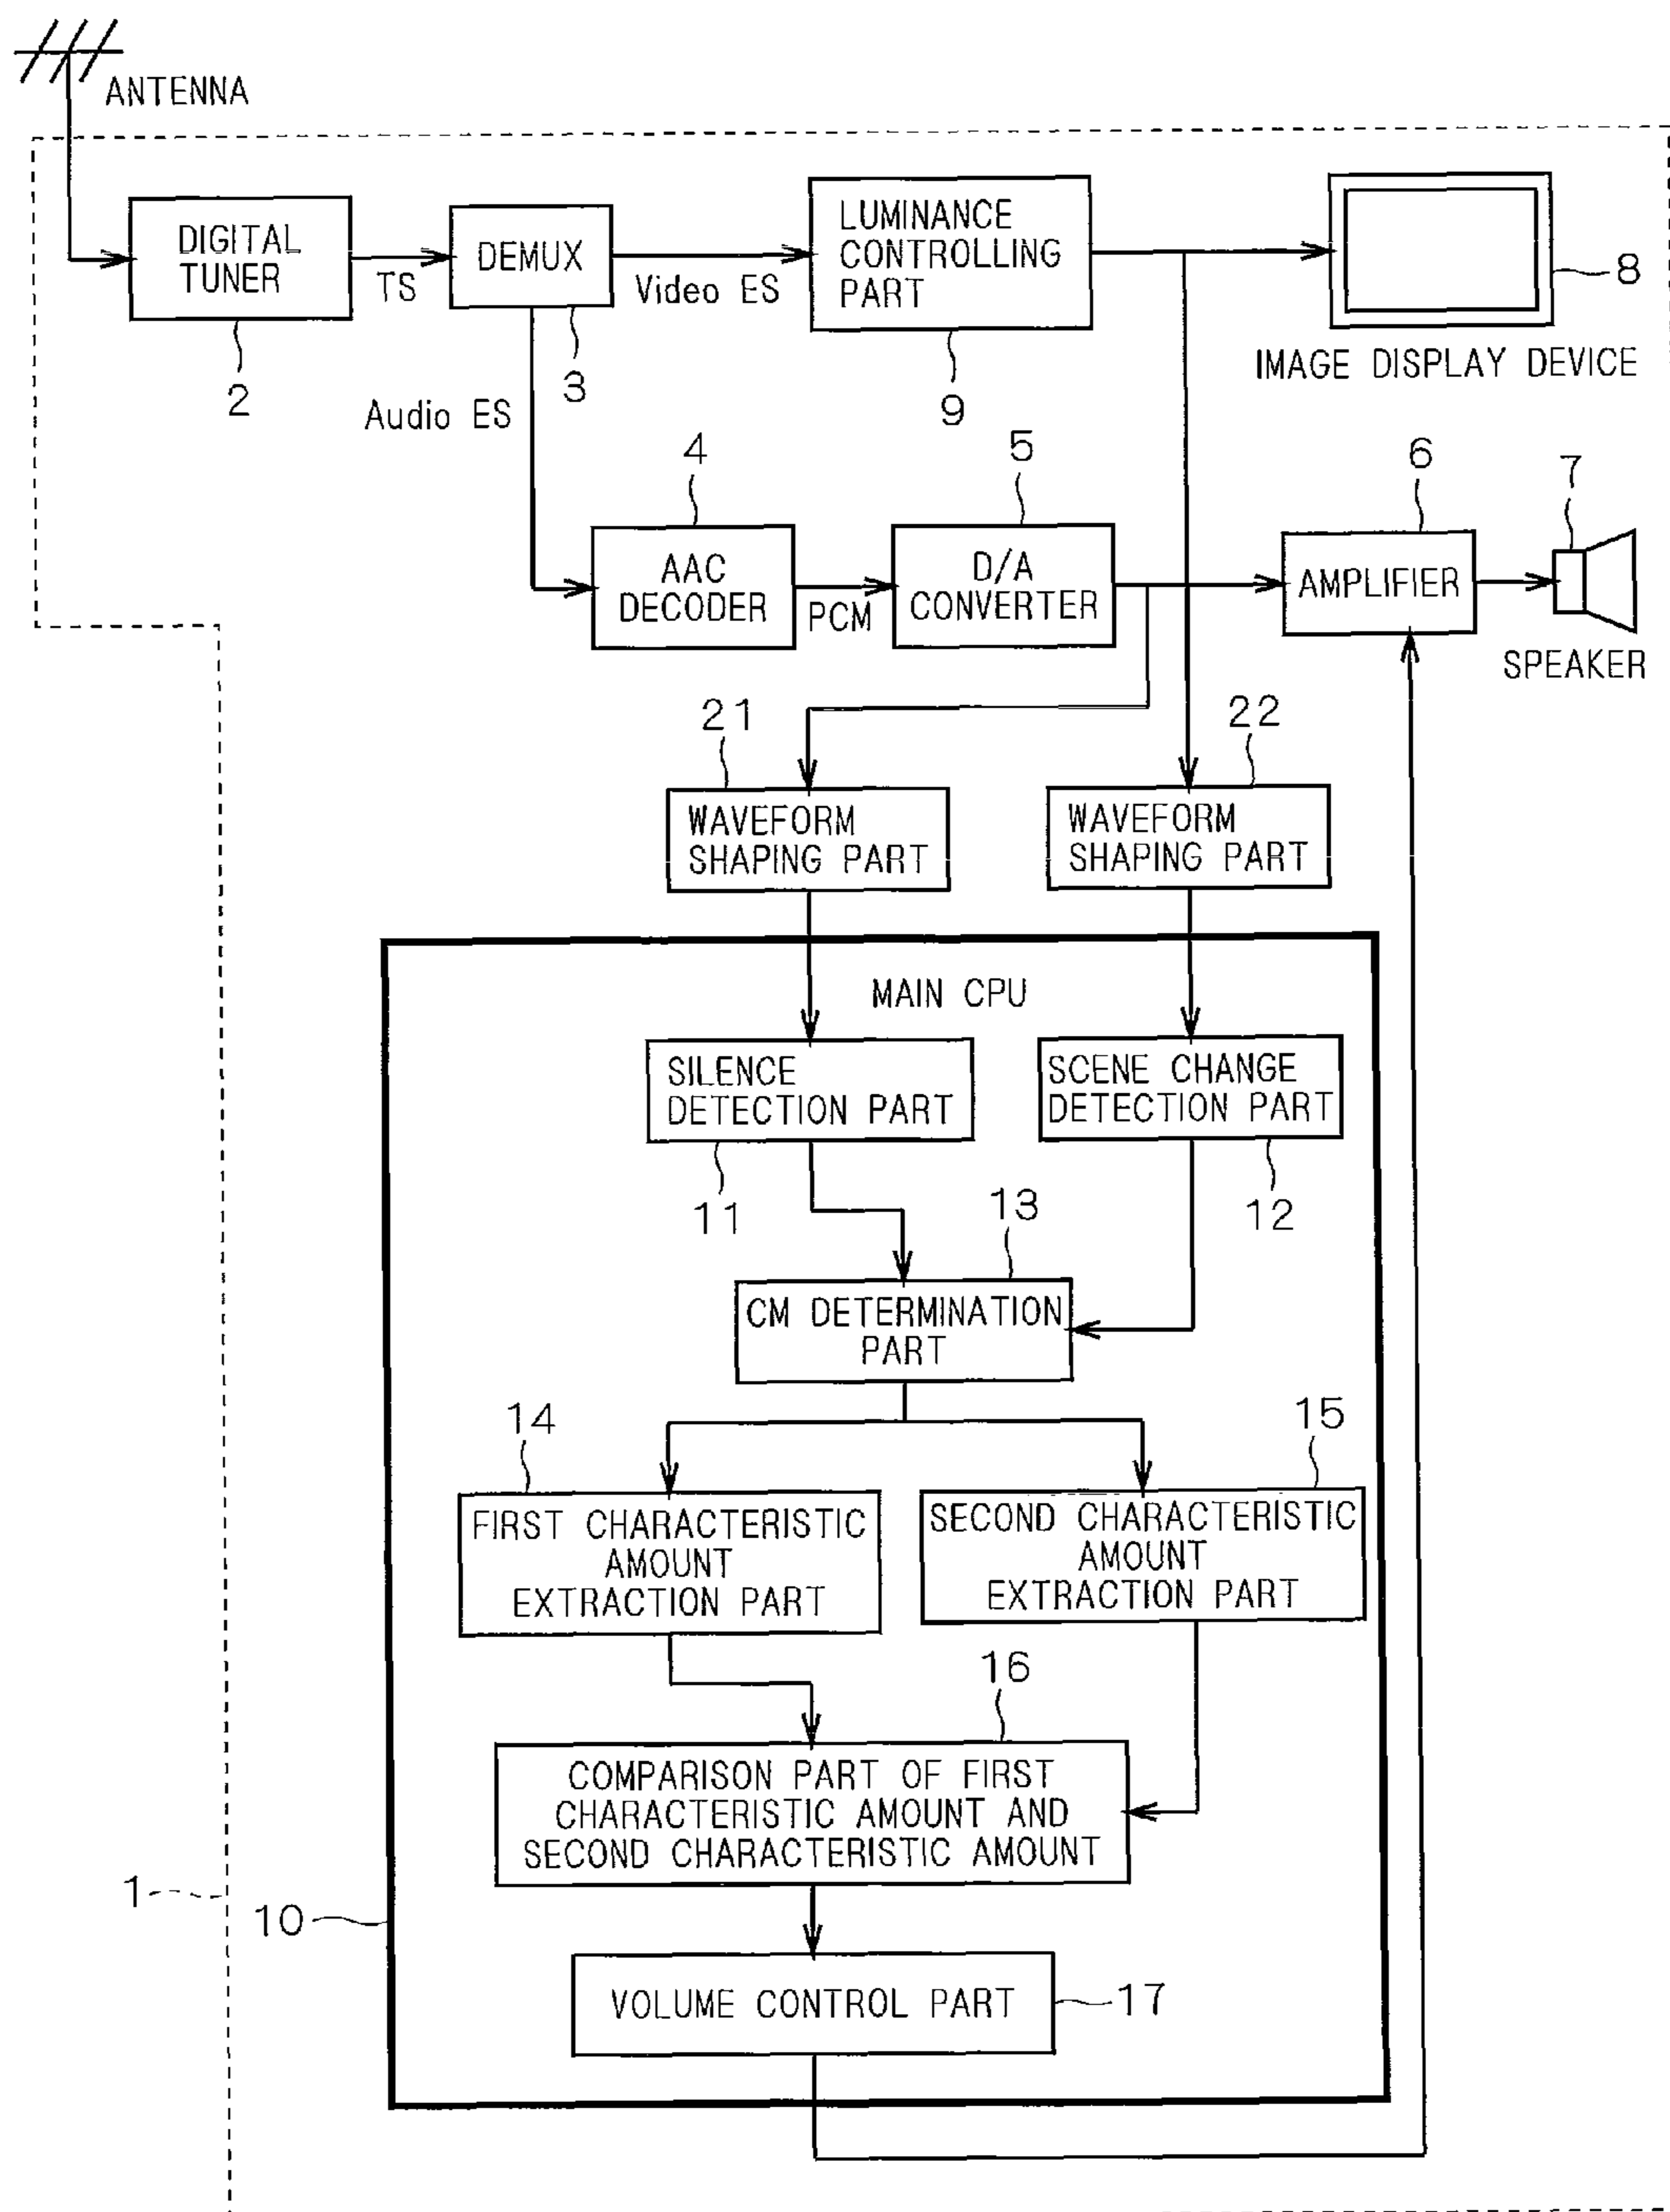 ANTENNA
DIGITAL
TUNER
2
TS
DEMUX
3
Video ES
LUMINANCE
CONTROLLING
PART
9
8
IMAGE DISPLAY DEVICE
Audio ES
4
AAC
DECODER
PCM
5
D/A
CONVERTER
6
AMPLIFIER
7
SPEAKER
21
WAVEFORM
SHAPING PART
22
WAVEFORM
SHAPING PART
MAIN CPU
SILENCE
DETECTION PART
11
SCENE CHANGE
DETECTION PART
12
13
CM DETERMINATION
PART
14
FIRST CHARACTERISTIC
AMOUNT
EXTRACTION PART
15
SECOND CHARACTERISTIC
AMOUNT
EXTRACTION PART
16
COMPARISON PART OF FIRST
CHARACTERISTIC AMOUNT AND
SECOND CHARACTERISTIC AMOUNT
1
10
VOLUME CONTROL PART
17